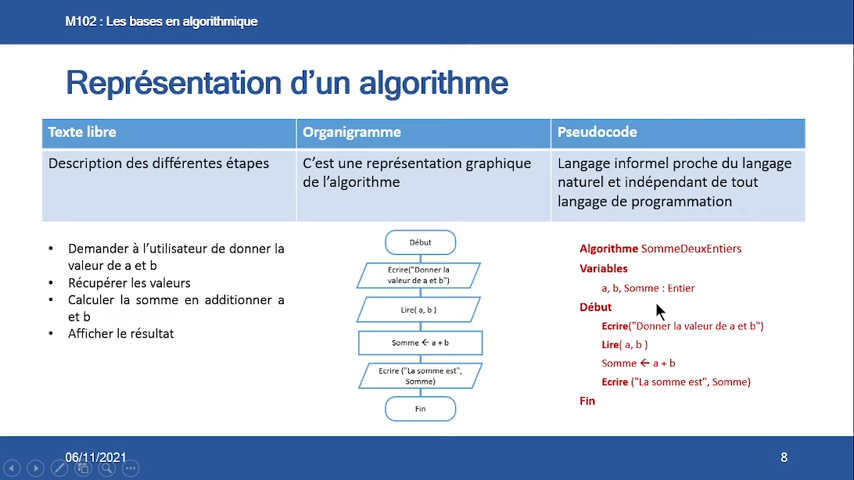 M102 : Les bases en algorithmique
Représentation d'un algorithme
Texte libre
Organigramme
Pseudocode
Description des différentes étapes
C'est une représentation graphique
de l'algorithme
Langage informel proche du langage
naturel et indépendant de tout
langage de programmation
• Demander à l'utilisateur de donner la
valeur de a et b
• Récupérer les valeurs
• Calculer la somme en additionner a
et b
• Afficher le résultat
Début
Ecrire("Donner la
valeur de a et b")
Lire( a, b )
Somme ← a + b
Ecrire ("La somme est",
Somme)
Fin
Algorithme SommeDeuxEntiers
Variables
a, b, Somme : Entier
Début
Ecrire("Donner la valeur de a et b")
Lire( a, b )
Somme ← a + b
Ecrire ("La somme est", Somme)
Fin
06/11/2021
8